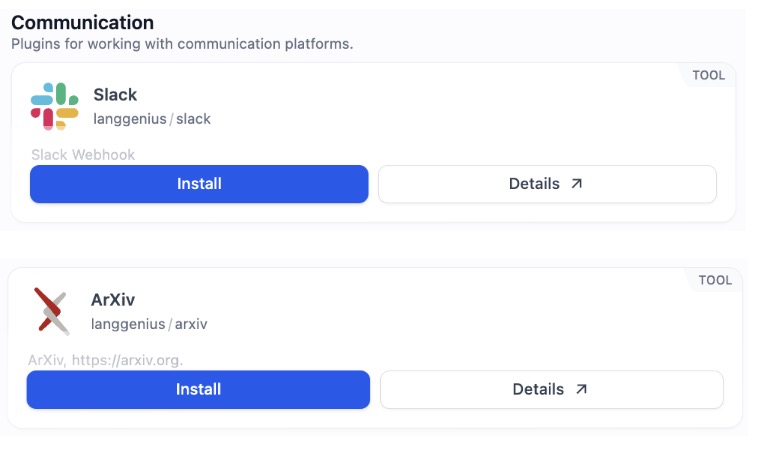 Communication
Plugins for working with communication platforms.
TOOL
Slack
langgenius / slack
Slack Webhook
Install
Details
TOOL
ArXiv
langgenius / arxiv
ArXiv, https://arxiv.org.
Install
Details